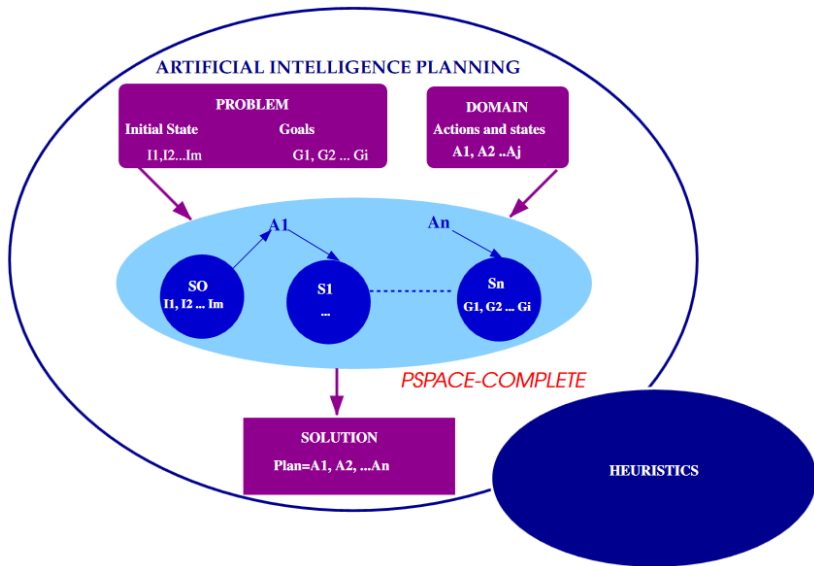 ARTIFICIAL INTELLIGENCE PLANNING
PROBLEM
Initial State Goals
I1,I2...Im G1, G2 ... Gi
DOMAIN
Actions and states
A1, A2 ..Aj
A1
An
SO
I1, I2 ... Im
S1
...
Sn
G1, G2 ... Gi
PSPACE-COMPLETE
SOLUTION
Plan=A1, A2, ...An
HEURISTICS